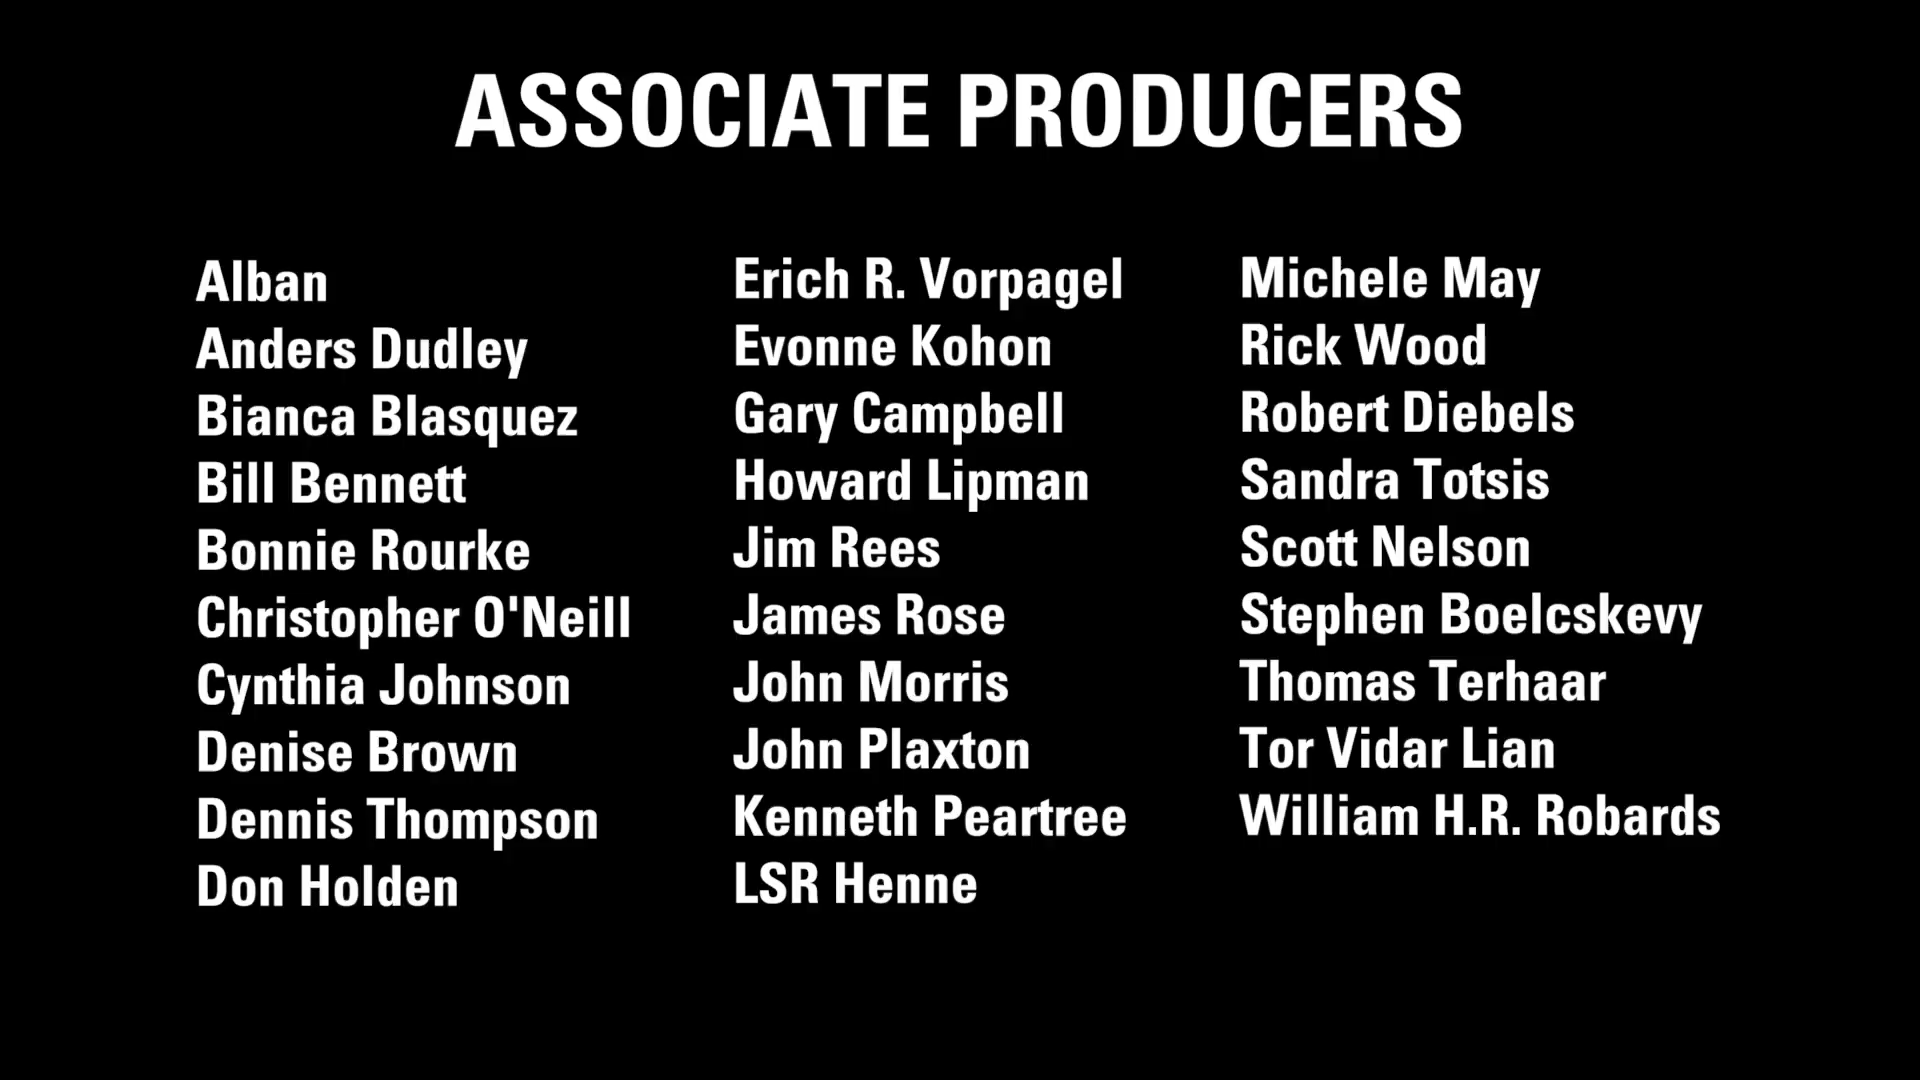 ASSOCIATE PRODUCERS
Alban
Anders Dudley
Bianca Blasquez
Bill Bennett
Bonnie Rourke
Christopher O'Neill
Cynthia Johnson
Denise Brown
Dennis Thompson
Don Holden
Erich R. Vorpagel
Evonne Kohon
Gary Campbell
Howard Lipman
Jim Rees
James Rose
John Morris
John Plaxton
Kenneth Peartree
LSR Henne
Michele May
Rick Wood
Robert Diebels
Sandra Totsis
Scott Nelson
Stephen Boelcskevy
Thomas Terhaar
Tor Vidar Lian
William H.R. Robards